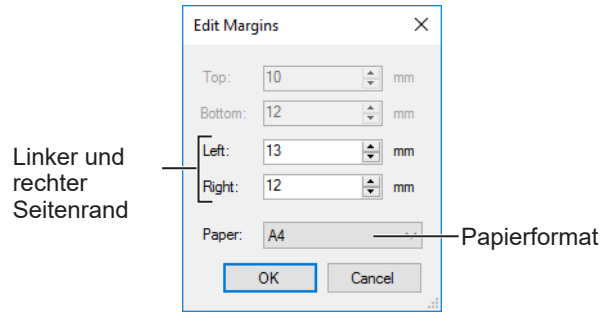 Edit Margins
Top: 10 mm
Bottom: 12 mm
Linker und
rechter
Seitenrand
Left: 13 mm
Right: 12 mm
Paper: A4
Papierformat
OK Cancel